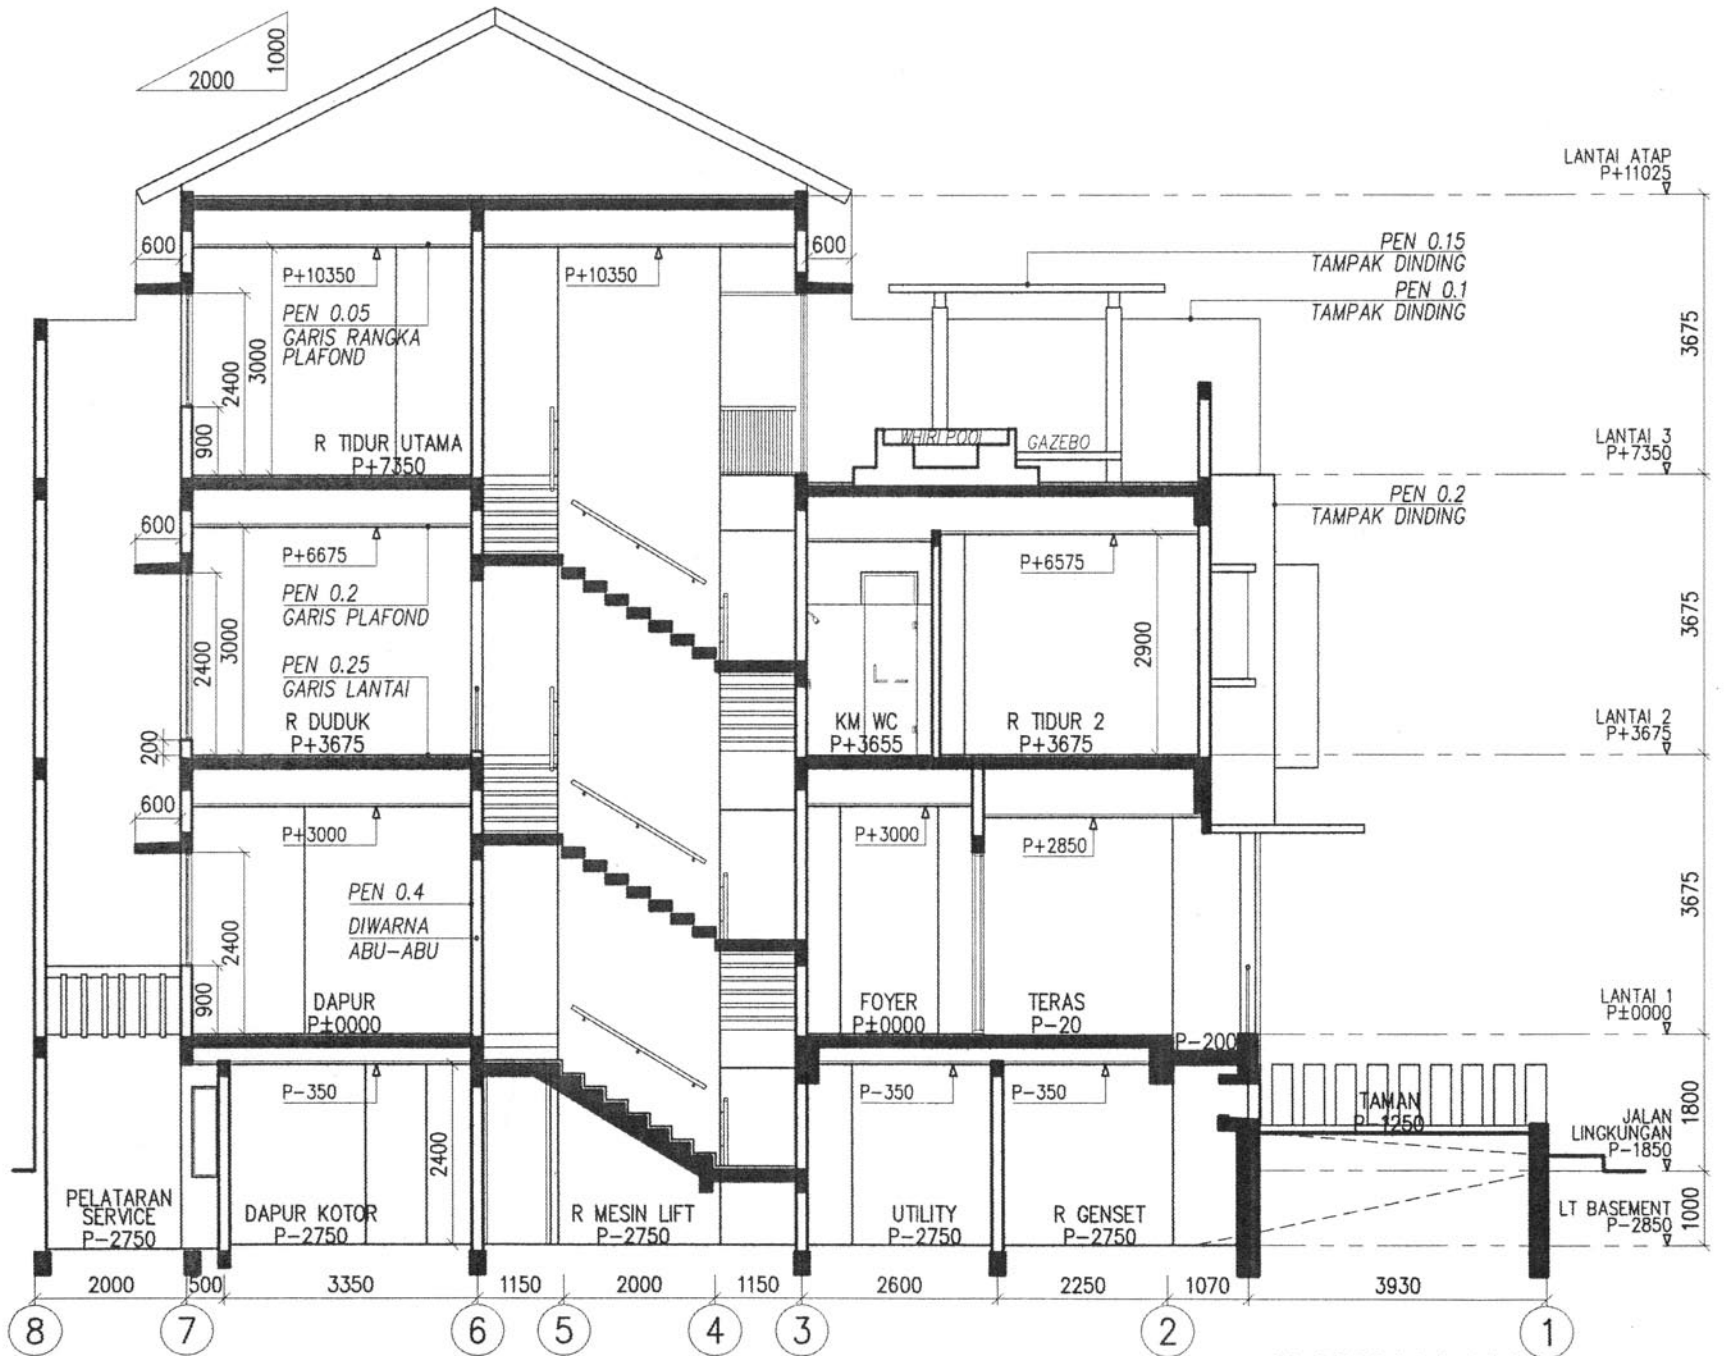 1000
2000
LANTAI ATAP
P+11025
600
600
PEN 0.15
TAMPAK DINDING
P+10350
P+10350
PEN 0.1
TAMPAK DINDING
PEN 0.05
GARIS RANGKA
PLAFOND
3000
2400
3675
900
R TIDUR UTAMA
P+7350
WHIRLPOOL
GAZEBO
LANTAI 3
P+7350
PEN 0.2
TAMPAK DINDING
600
P+6675
P+6575
PEN 0.2
GARIS PLAFOND
3000
2400
2900
3675
PEN 0.25
GARIS LANTAI
R DUDUK
P+3675
KM WC
P+3655
R TIDUR 2
P+3675
LANTAI 2
P+3675
200
600
P+3000
P+3000
P+2850
PEN 0.4
DIWARNA
ABU-ABU
2400
3675
900
DAPUR
P±0000
FOYER
P±0000
TERAS
P-20
P-200
LANTAI 1
P±0000
P-350
P-350
P-350
TAMAN
P-1250
1800
JALAN
LINGKUNGAN
P-1850
2400
PELATARAN
SERVICE
P-2750
DAPUR KOTOR
P-2750
R MESIN LIFT
P-2750
UTILITY
P-2750
R GENSET
P-2750
LT BASEMENT
P-2850
1000
2000
500
3350
1150
2000
1150
2600
2250
1070
3930
8
7
6
5
4
3
2
1